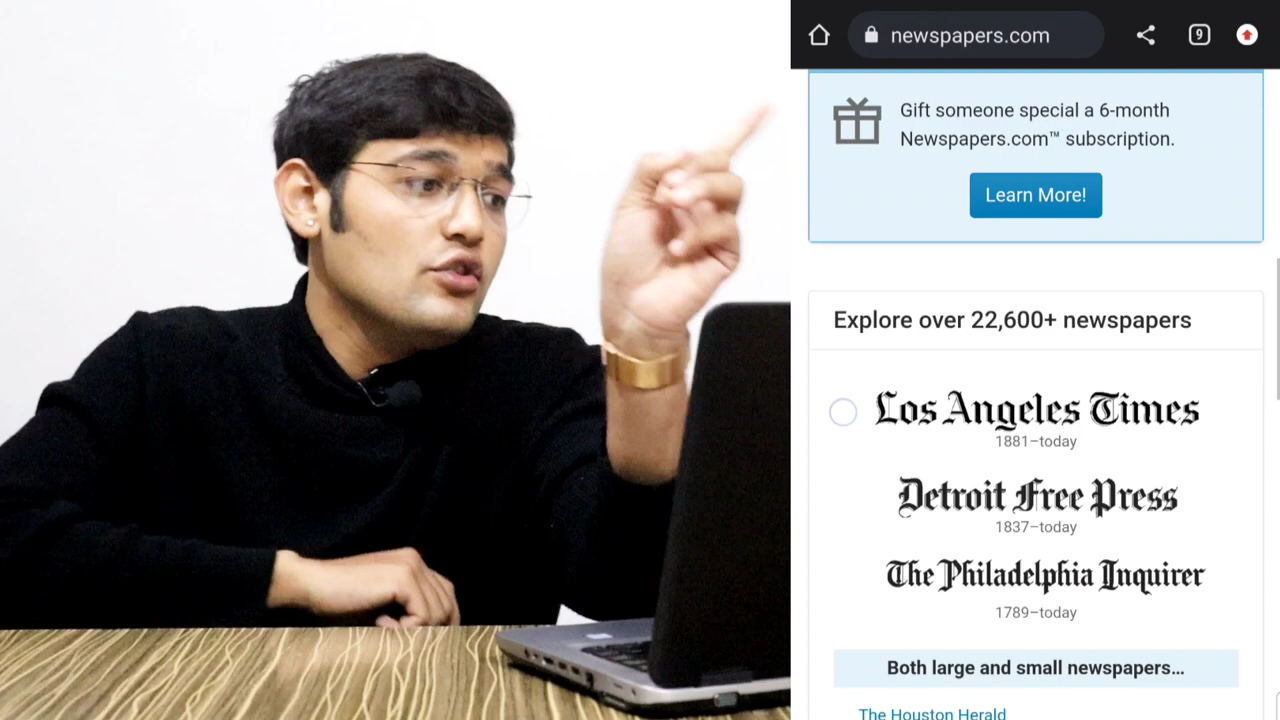 newspapers.com
9
Gift someone special a 6-month
Newspapers.com™ subscription.
Learn More!
Explore over 22,600+ newspapers
Los Angeles Times
1881–today
Detroit Free Press
1837–today
The Philadelphia Inquirer
1789–today
Both large and small newspapers...
The Houston Herald